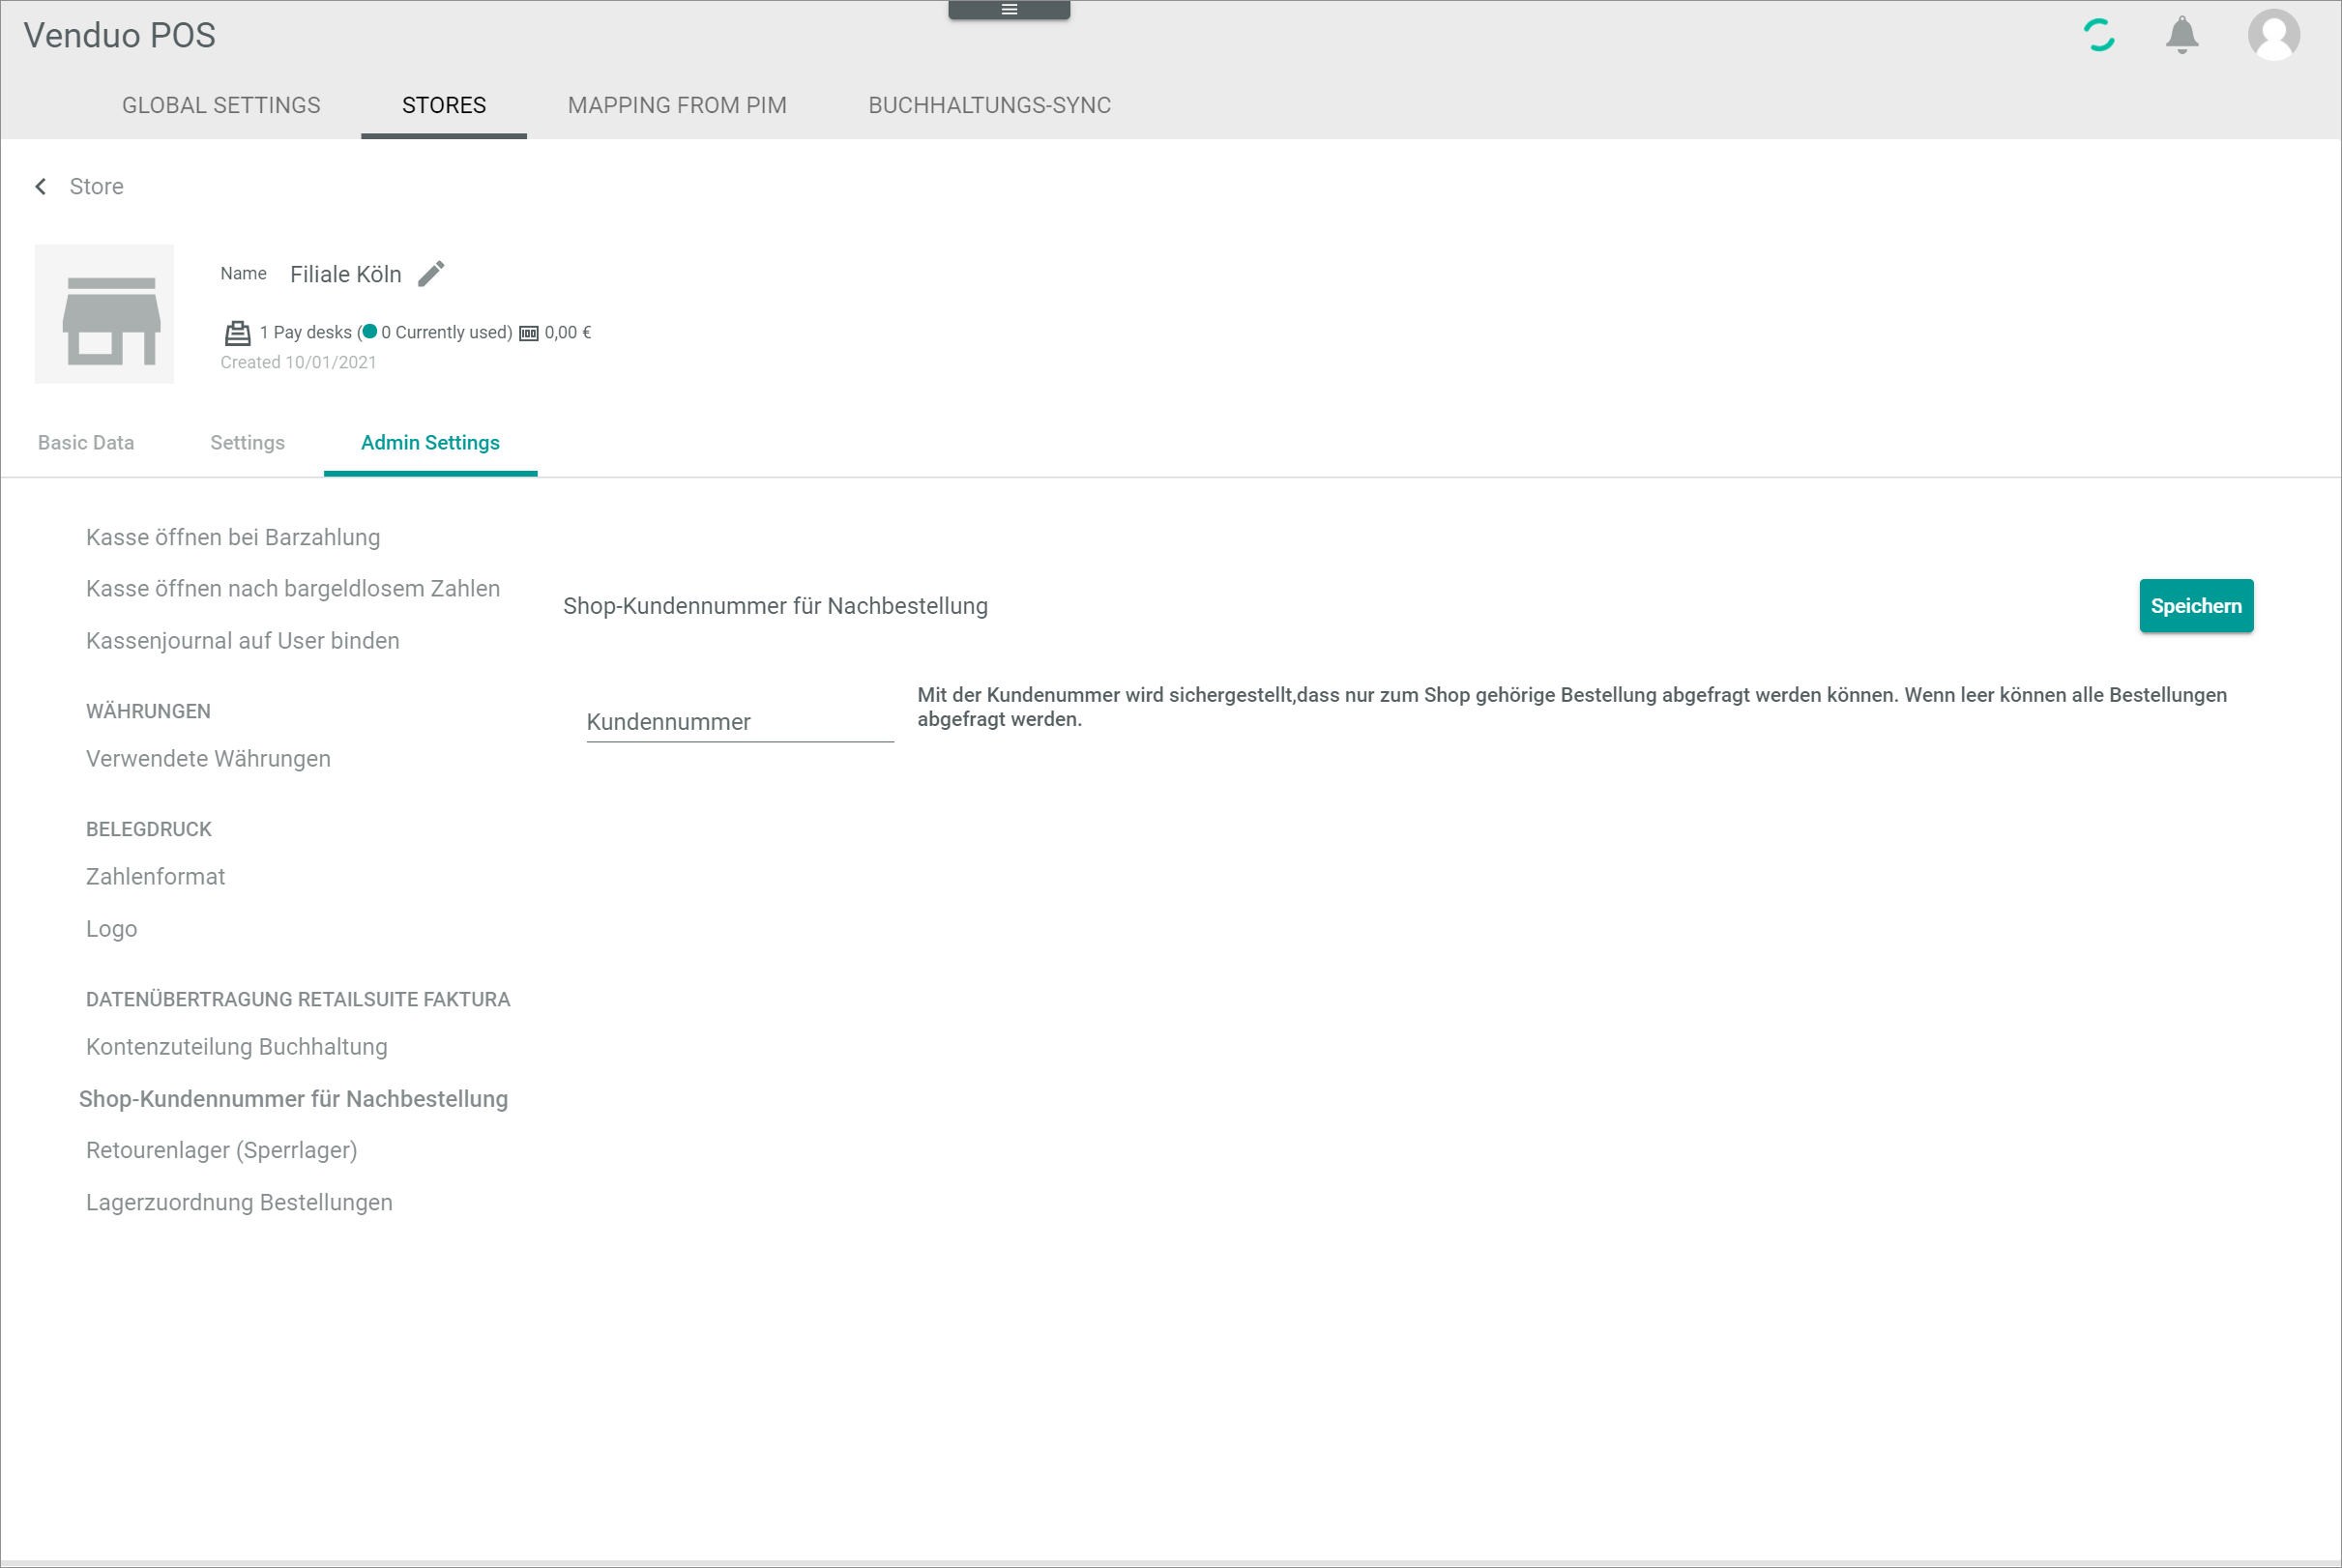 Venduo POS
GLOBAL SETTINGS
STORES
MAPPING FROM PIM
BUCHHALTUNGS-SYNC
Store
Name Filiale Köln
1 Pay desks (0 Currently used) 0,00 €
Created 10/01/2021
Basic Data
Settings
Admin Settings
Kasse öffnen bei Barzahlung
Kasse öffnen nach bargeldlosem Zahlen
Kassenjournal auf User binden
WÄHRUNGEN
Verwendete Währungen
BELEGDRUCK
Zahlenformat
Logo
DATENÜBERTRAGUNG RETAILSUITE FAKTURA
Kontenzuteilung Buchhaltung
Shop-Kundennummer für Nachbestellung
Retourenlager (Sperrlager)
Lagerzuordnung Bestellungen
Shop-Kundennummer für Nachbestellung
Speichern
Kundennummer
Mit der Kundenummer wird sichergestellt,dass nur zum Shop gehörige Bestellung abgefragt werden können. Wenn leer können alle Bestellungen
abgefragt werden.